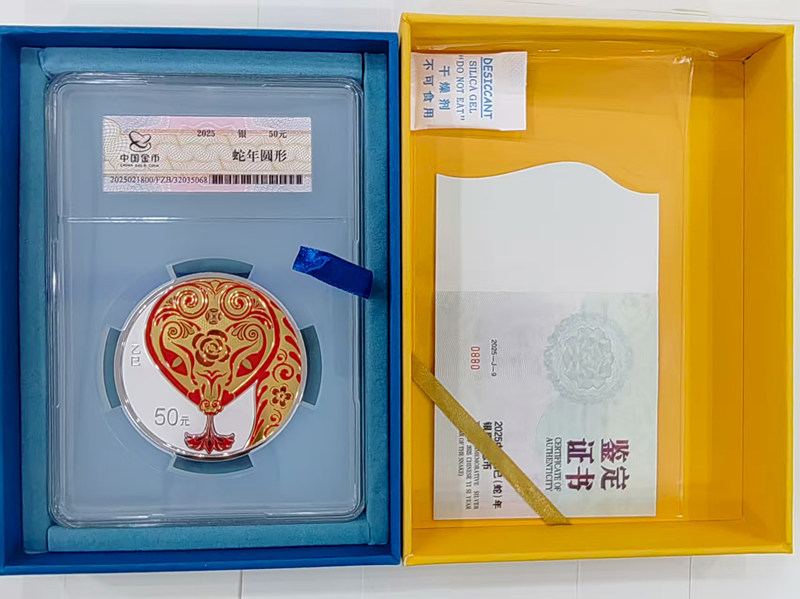 2025 银 50元
中国金币
CHINA GOLD COIN
蛇年圆形
2025021800/FZB/32035068
乙巳
50元
DESICCANT
SILICA GEL
"DO NOT EAT"
干燥剂
不可食用
鉴定
证书
CERTIFICATE OF
AUTHENTICITY
2025—J—9
0880